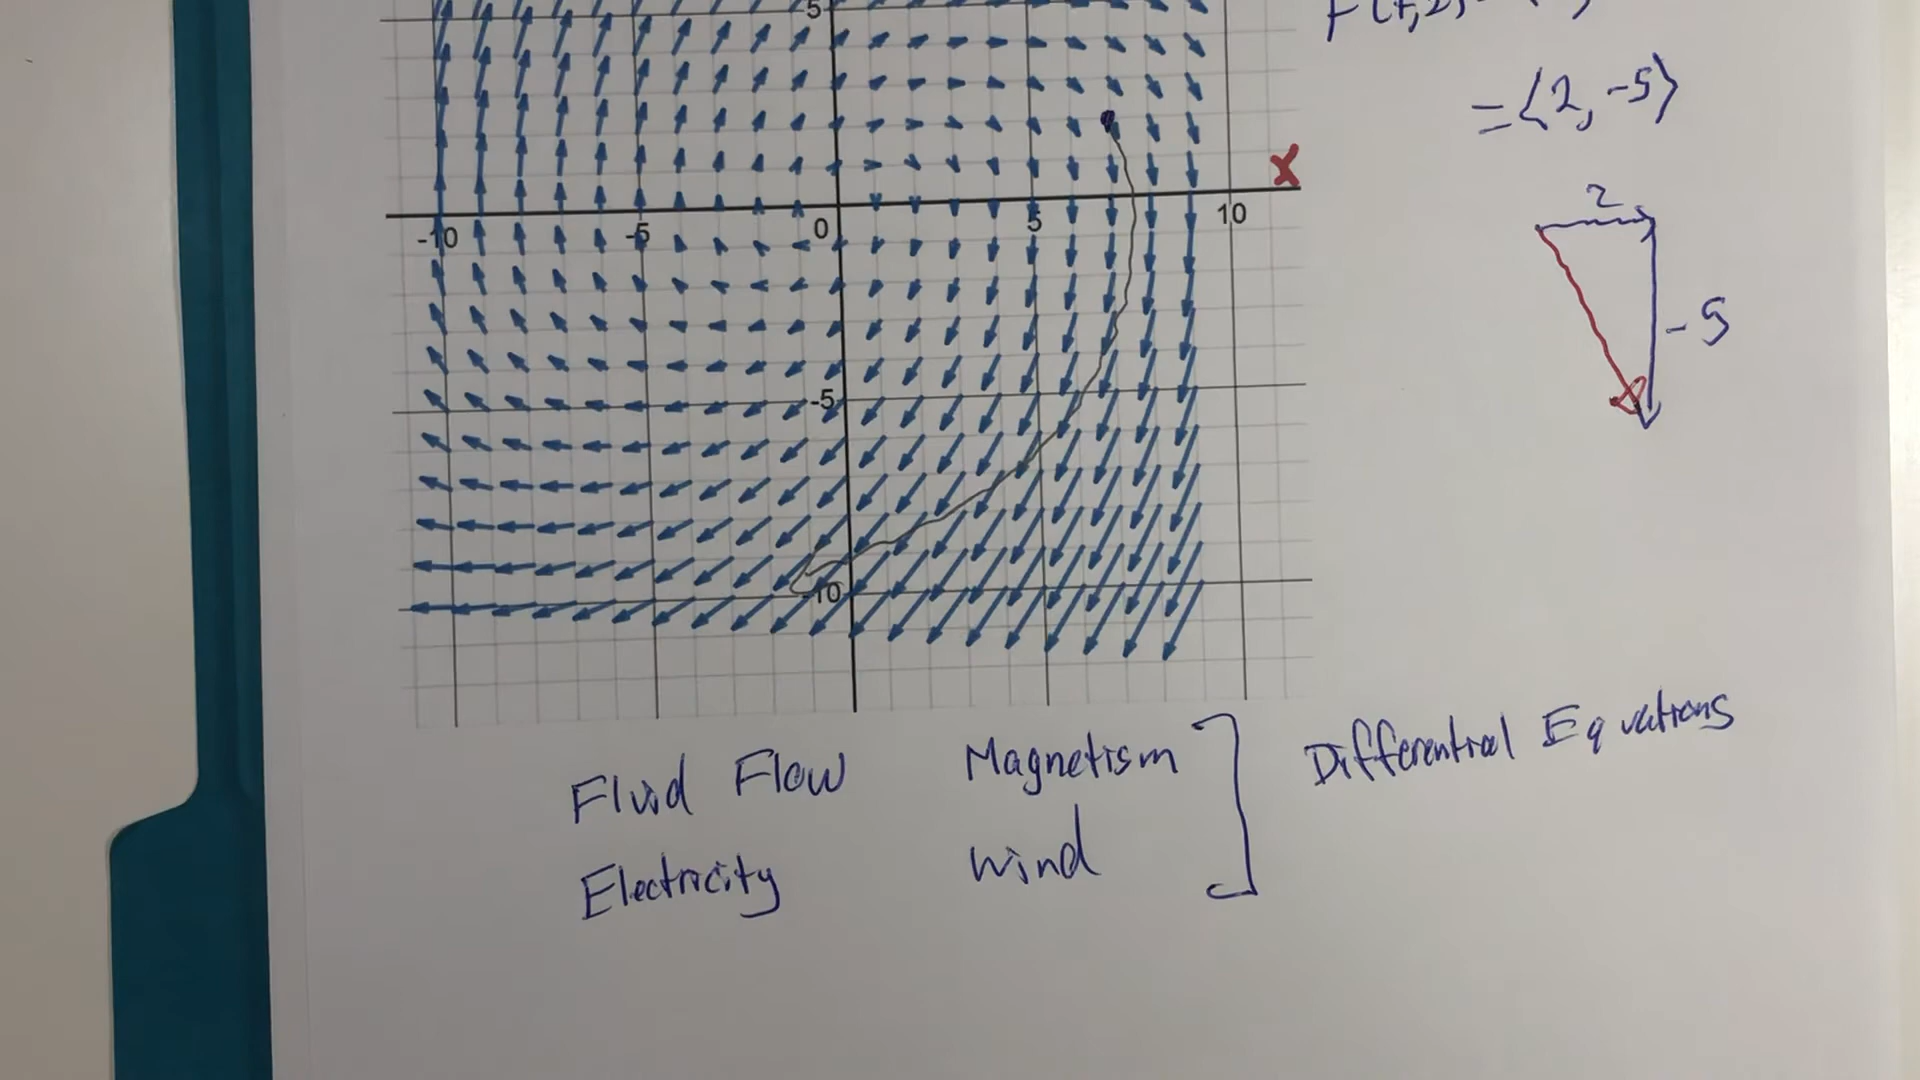 5
= ⟨2, -5⟩
X
2
-10 -5 0 5 10
-5
-5
-10
Fluid Flow Magnetism
Differential Equations
Electricity Wind